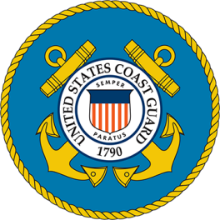 UNITED STATES COAST GUARD
SEMPER
PARATUS
1790